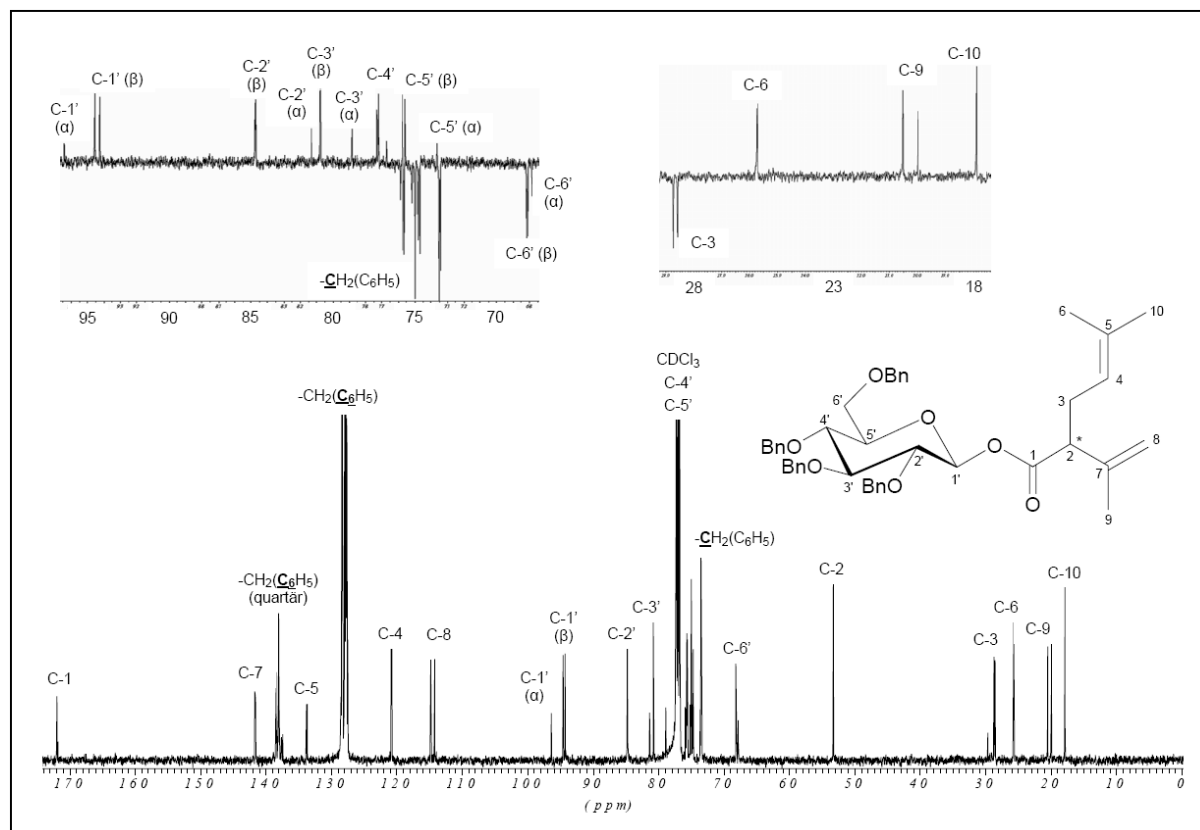 C-1' (β)
C-2'
(β)
C-3'
(β)
C-4'
C-5' (β)
C-1'
(α)
C-2'
(α)
C-3'
(α)
C-5' (α)
C-6'
(α)
C-6' (β)
-CH₂(C₆H₅)
95 90 85 80 75 70
C-10
C-9
C-6
C-3
28 23 18
6 10
5
4
3
OBn
6'
O
4'
5'
BnO
BnO
3'
BnO
2'
1'
O
1
O
2
*
7
8
9
CDCl₃
C-4'
C-5'
-CH₂(C₆H₅)
-CH₂(C₆H₅)
-CH₂(C₆H₅)
(quartär)
C-1
C-7
C-5
C-4
C-8
C-1'
(α)
C-1'
(β)
C-2'
C-3'
C-6'
C-2
C-3
C-6
C-9
C-10
170 160 150 140 130 120 110 100 90 80 70 60 50 40 30 20 10 0
(ppm)